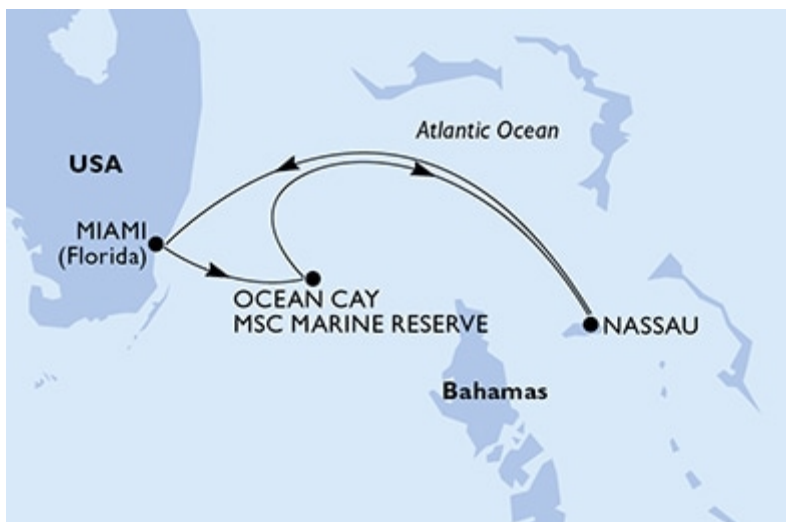 Atlantic Ocean
USA
MIAMI
(Florida)
OCEAN CAY
MSC MARINE RESERVE
NASSAU
Bahamas